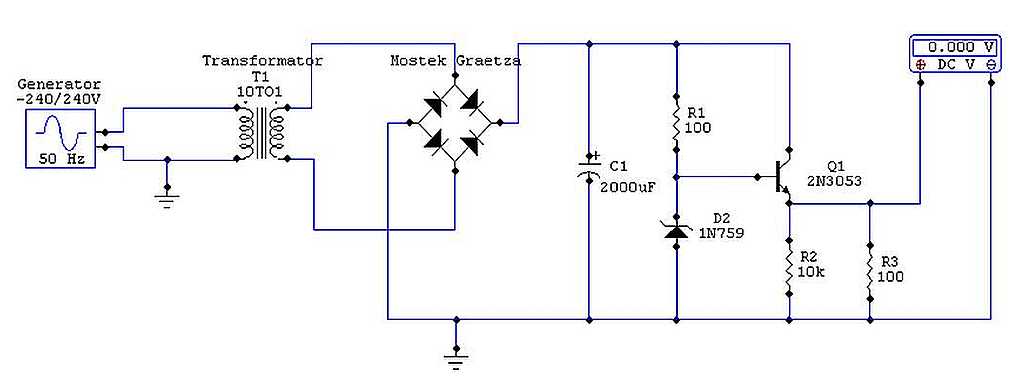 Generator
-240/240V
50 Hz
Transformator
T1
10TO1
Mostek Graetza
C1
2000uF
R1
100
D2
1N759
Q1
2N3053
R2
10k
R3
100
0.000 V
DC V